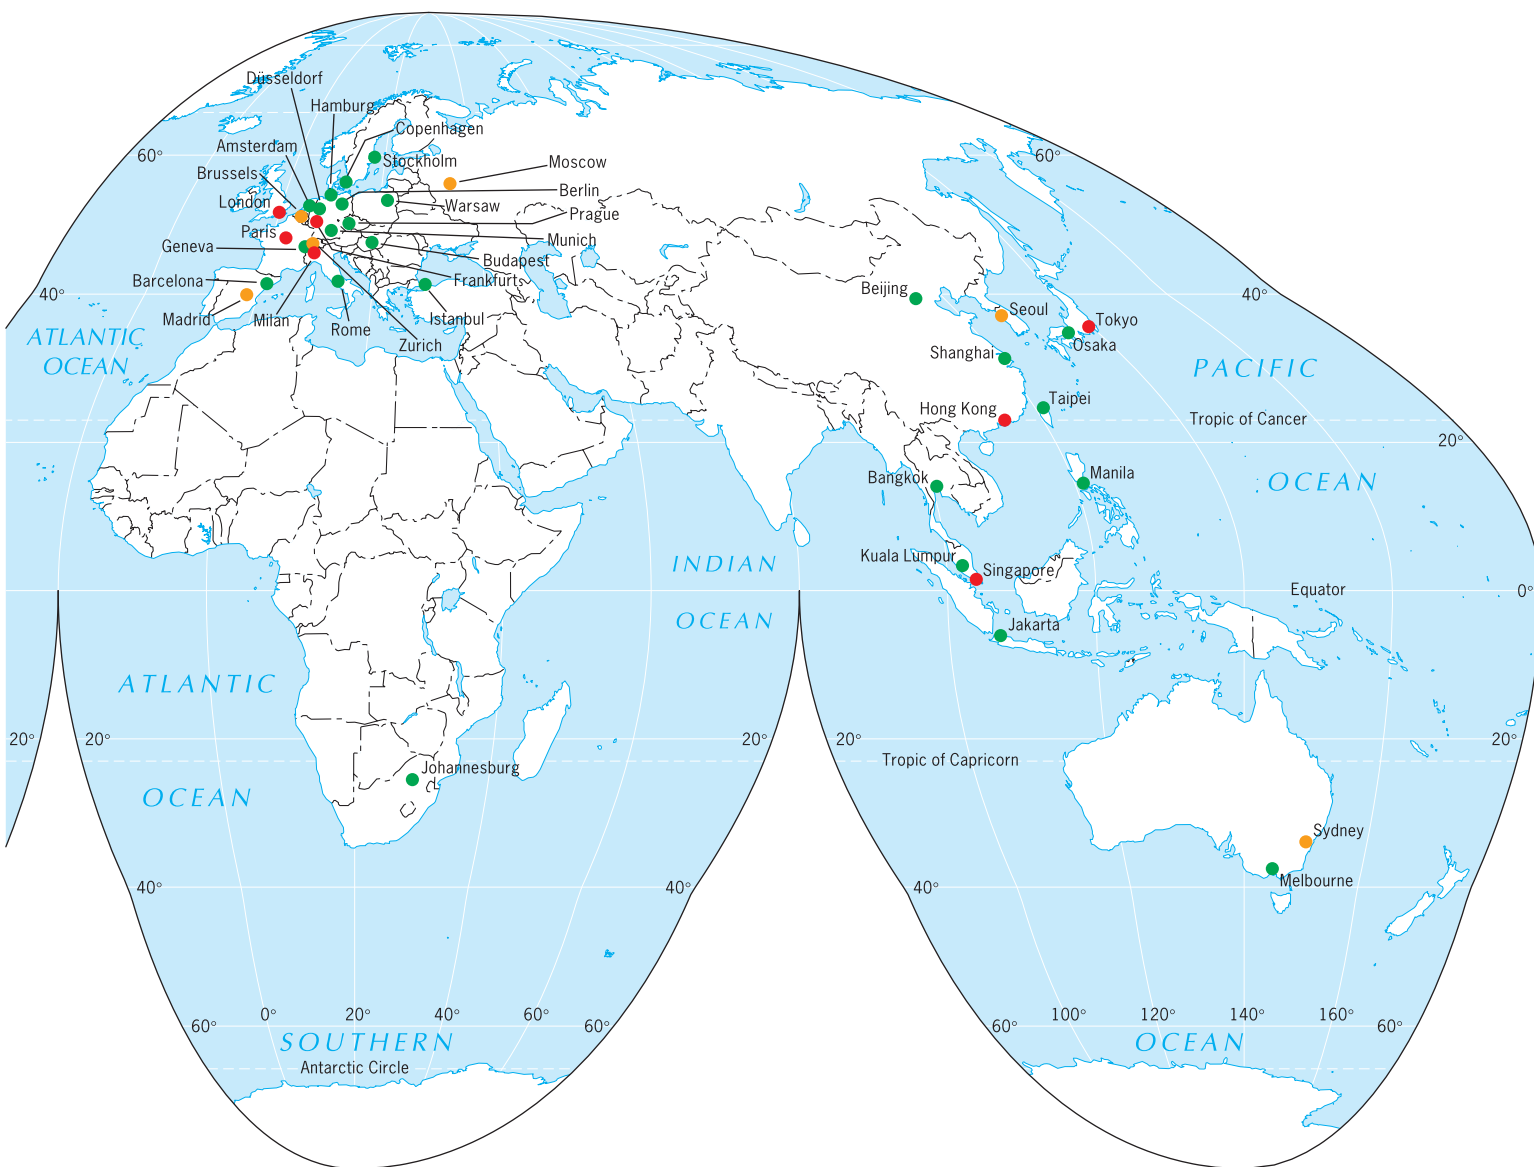 Düsseldorf
Hamburg
Copenhagen
Amsterdam
Stockholm
Moscow
60°
60°
Brussels
Berlin
London
Warsaw
Prague
Paris
Munich
Geneva
Budapest
Barcelona
Frankfurt
Beijing
40°
40°
Madrid
Milan
Rome
Istanbul
Seoul
Tokyo
ATLANTIC
OCEAN
Zurich
Osaka
Shanghai
PACIFIC
Taipei
Hong Kong
Tropic of Cancer
20°
Bangkok
Manila
OCEAN
Kuala Lumpur
INDIAN
Singapore
Equator
0°
OCEAN
Jakarta
ATLANTIC
20°
20°
20°
20°
20°
Johannesburg
Tropic of Capricorn
OCEAN
Sydney
Melbourne
40°
40°
40°
60°
0°
20°
40°
60°
60°
60°
100°
120°
140°
160°
60°
SOUTHERN
OCEAN
Antarctic Circle